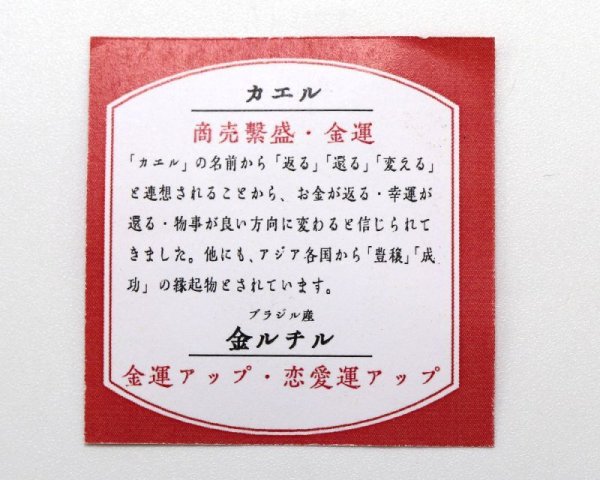 カエル
商売繫盛・金運
「カエル」の名前から「返る」「還る」「変える」
と連想されることから、お金が返る・幸運が
還る・物事が良い方向に変わると信じられて
きました。他にも、アジア各国から「豊穣」「成
功」の縁起物とされています。
ブラジル産
金ルチル
金運アップ・恋愛運アップ